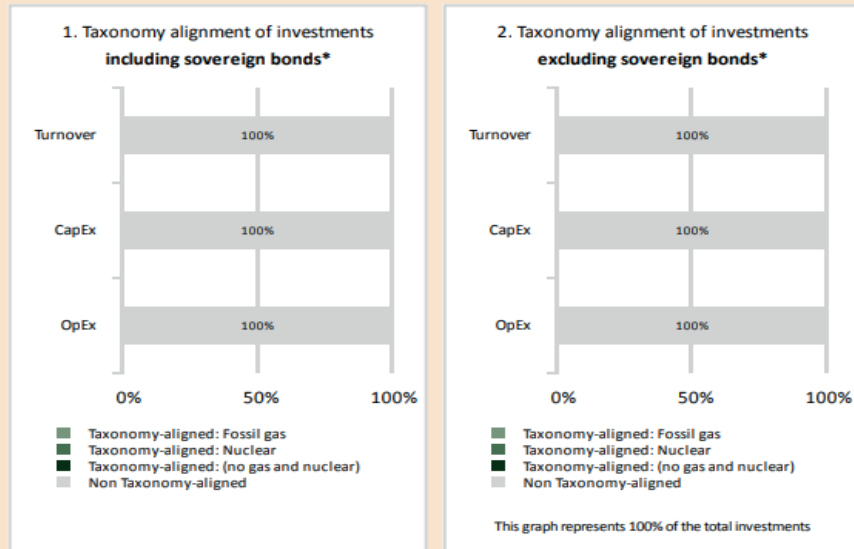 1. Taxonomy alignment of investments
including sovereign bonds*
Turnover
100%
CapEx
100%
OpEx
100%
0% 50% 100%
Taxonomy-aligned: Fossil gas
Taxonomy-aligned: Nuclear
Taxonomy-aligned: (no gas and nuclear)
Non Taxonomy-aligned
2. Taxonomy alignment of investments
excluding sovereign bonds*
Turnover
100%
CapEx
100%
OpEx
100%
0% 50% 100%
Taxonomy-aligned: Fossil gas
Taxonomy-aligned: Nuclear
Taxonomy-aligned: (no gas and nuclear)
Non Taxonomy-aligned
This graph represents 100% of the total investments